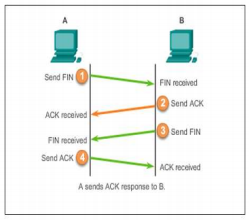 A B
Send FIN 1
FIN received
2 Send ACK
ACK received
3 Send FIN
FIN received
Send ACK 4
ACK received
A sends ACK response to B.